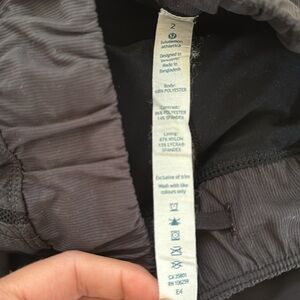 2
lululemon
athletica
Designed in
Vancouver
Made in
Bangladesh
Body:
100% POLYESTER
Contrast:
86% POLYESTER
14% SPANDEX
Lining:
87% NYLON
13% LYCRA®
SPANDEX
Exclusive of trim
Wash with like
colours only
CA 35801
RN 106259
E4